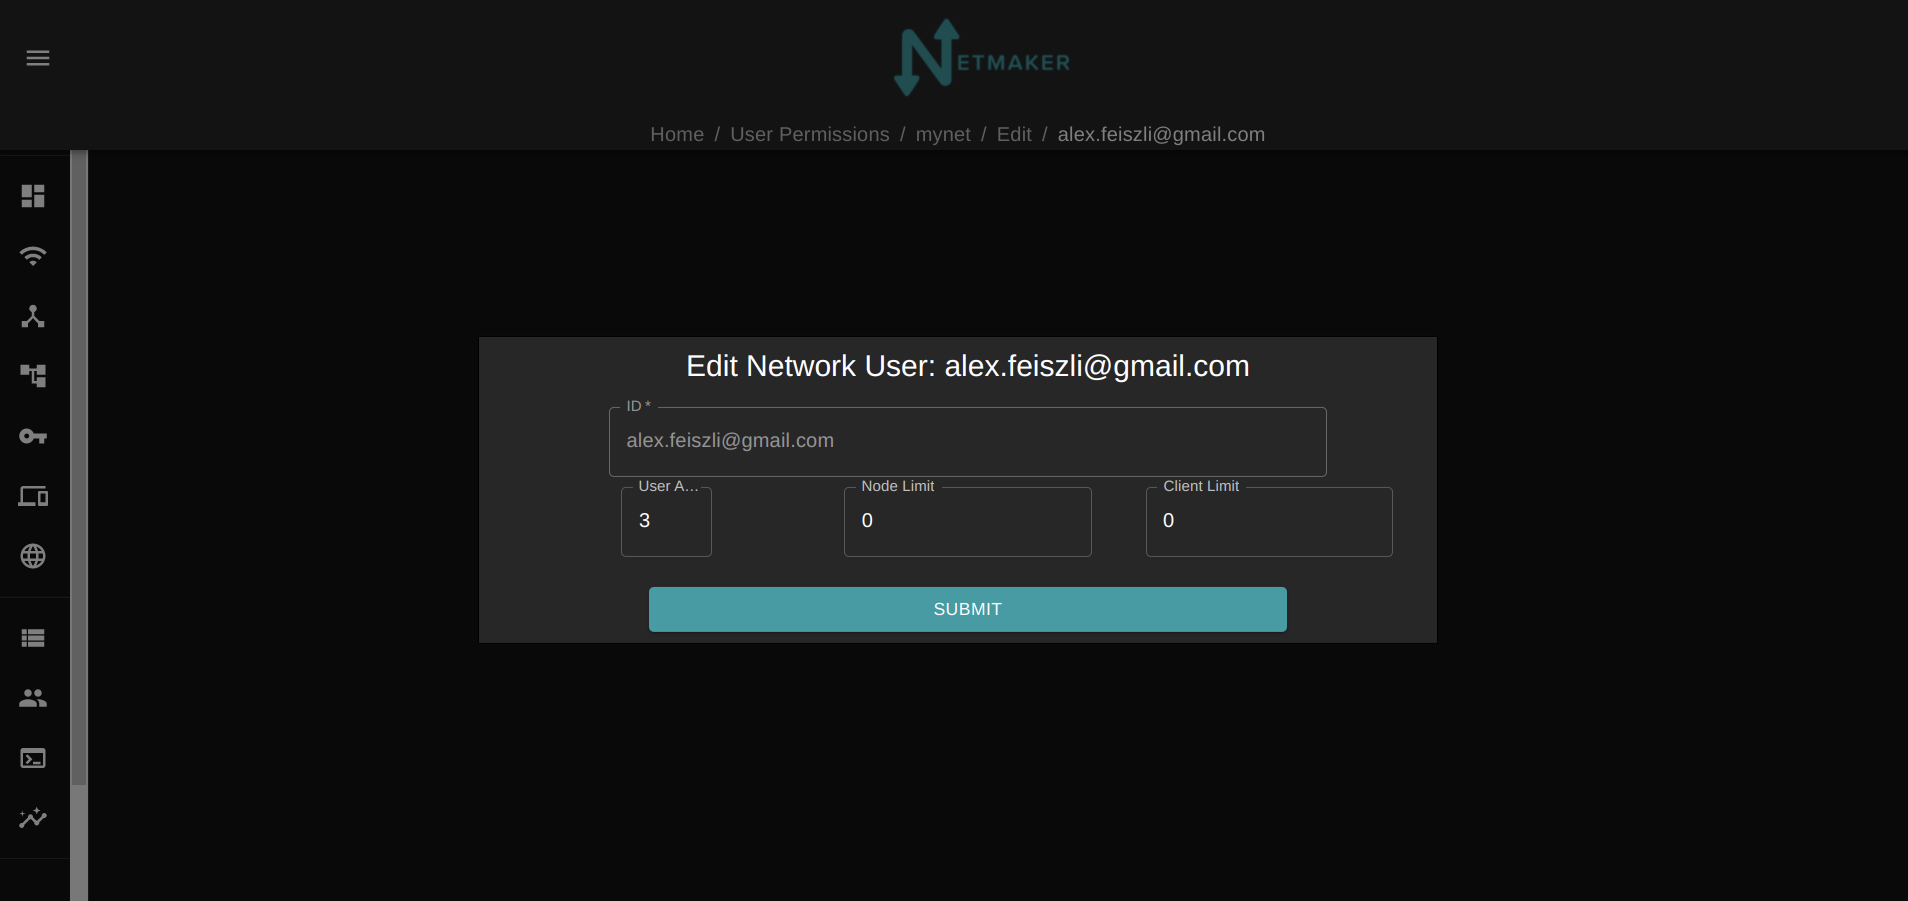 NETMAKER
Home / User Permissions / mynet / Edit / alex.feiszli@gmail.com
Edit Network User: alex.feiszli@gmail.com
ID *
alex.feiszli@gmail.com
User A... Node Limit Client Limit
3 0 0
SUBMIT